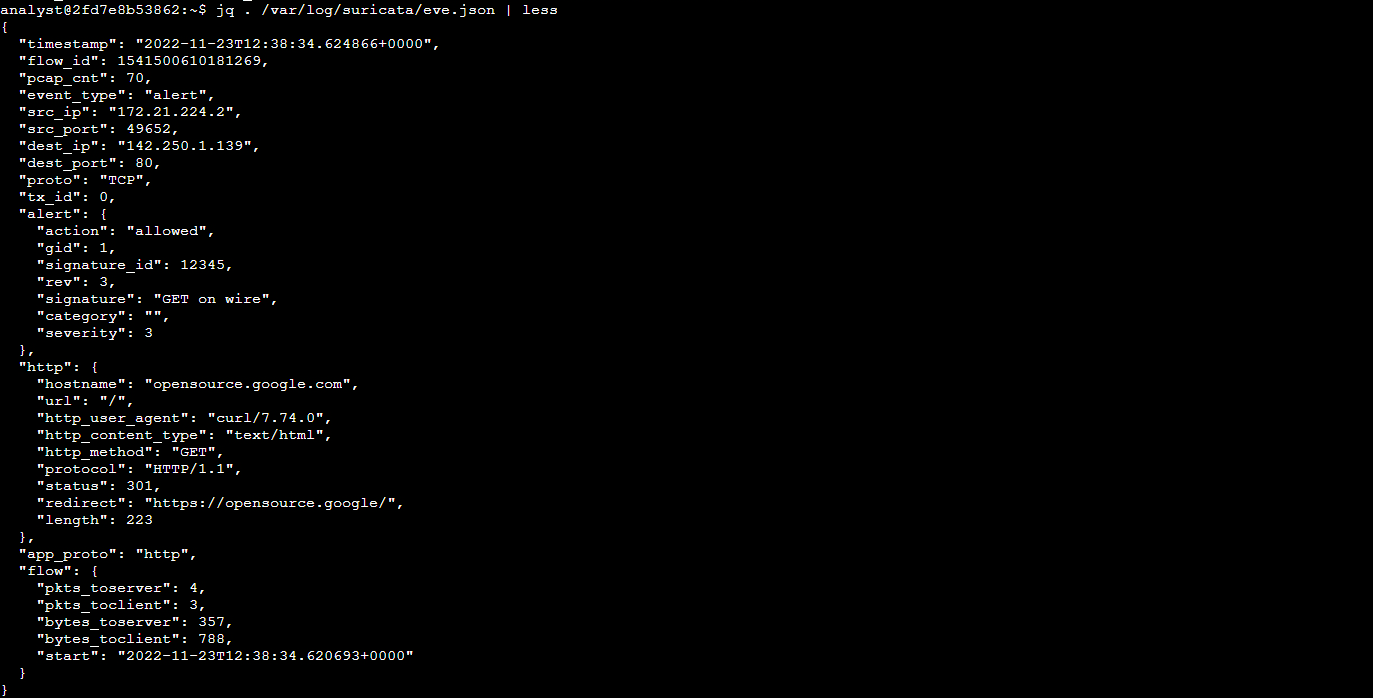 analyst@2fd7e8b53862:~$ jq . /var/log/suricata/eve.json | less
{
  "timestamp": "2022-11-23T12:38:34.624866+0000",
  "flow_id": 1541500610181269,
  "pcap_cnt": 70,
  "event_type": "alert",
  "src_ip": "172.21.224.2",
  "src_port": 49652,
  "dest_ip": "142.250.1.139",
  "dest_port": 80,
  "proto": "TCP",
  "tx_id": 0,
  "alert": {
    "action": "allowed",
    "gid": 1,
    "signature_id": 12345,
    "rev": 3,
    "signature": "GET on wire",
    "category": "",
    "severity": 3
  },
  "http": {
    "hostname": "opensource.google.com",
    "url": "/",
    "http_user_agent": "curl/7.74.0",
    "http_content_type": "text/html",
    "http_method": "GET",
    "protocol": "HTTP/1.1",
    "status": 301,
    "redirect": "https://opensource.google/",
    "length": 223
  },
  "app_proto": "http",
  "flow": {
    "pkts_toserver": 4,
    "pkts_toclient": 3,
    "bytes_toserver": 357,
    "bytes_toclient": 788,
    "start": "2022-11-23T12:38:34.620693+0000"
  }
}